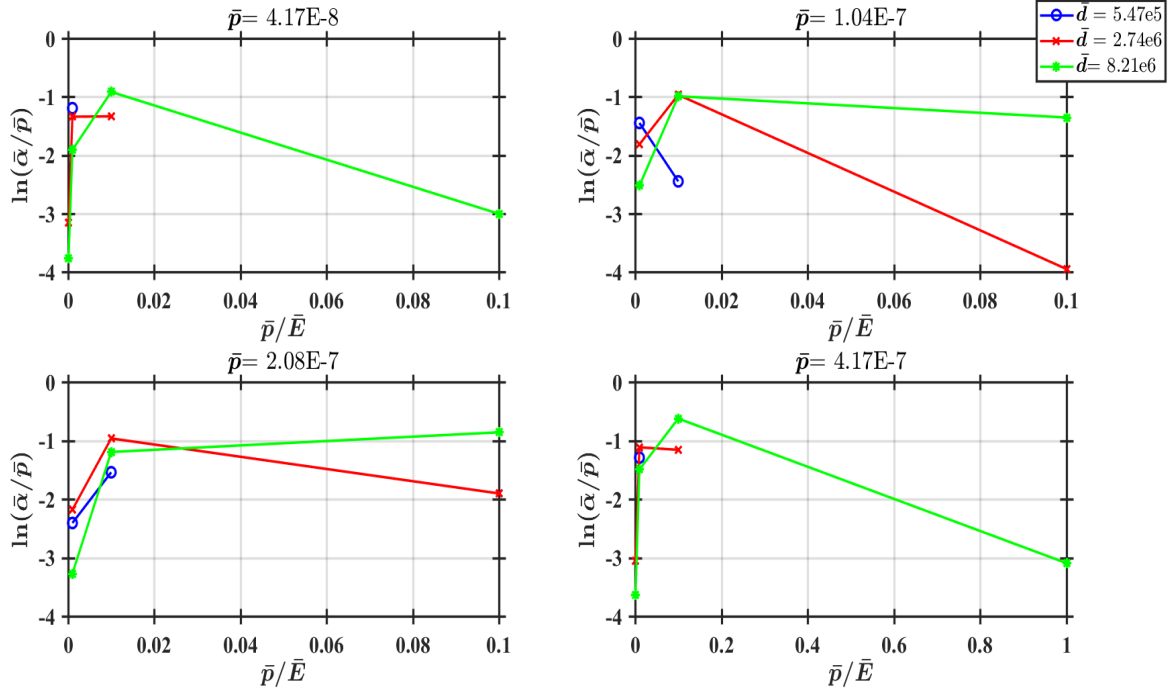 p̄= 4.17E-8
p̄= 1.04E-7
d̄ = 5.47e5
d̄ = 2.74e6
d̄= 8.21e6
ln(ᾱ/p̄)
0
-1
-2
-3
-4
0 0.02 0.04 0.06 0.08 0.1
p̄/Ē
ln(ᾱ/p̄)
0
-1
-2
-3
-4
0 0.02 0.04 0.06 0.08 0.1
p̄/Ē
p̄= 2.08E-7
p̄= 4.17E-7
ln(ᾱ/p̄)
0
-1
-2
-3
-4
0 0.02 0.04 0.06 0.08 0.1
p̄/Ē
ln(ᾱ/p̄)
0
-1
-2
-3
-4
0 0.2 0.4 0.6 0.8 1
p̄/Ē